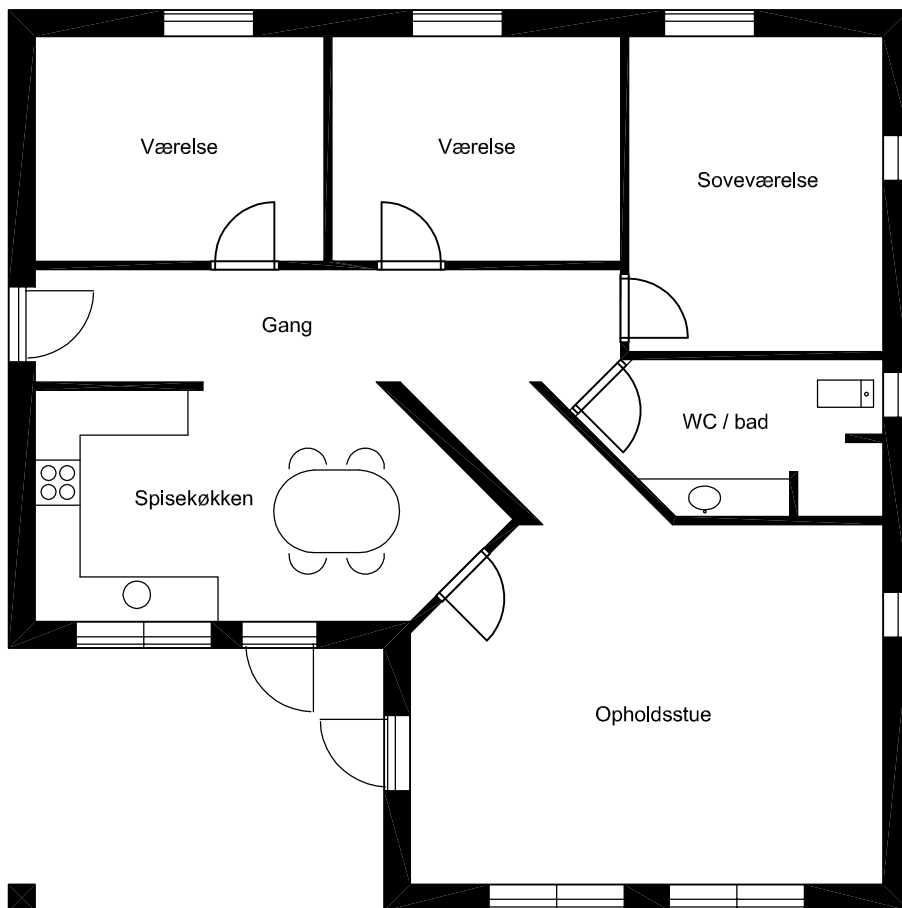 Værelse
Værelse
Soveværelse
Gang
WC / bad
Spisekøkken
Opholdsstue